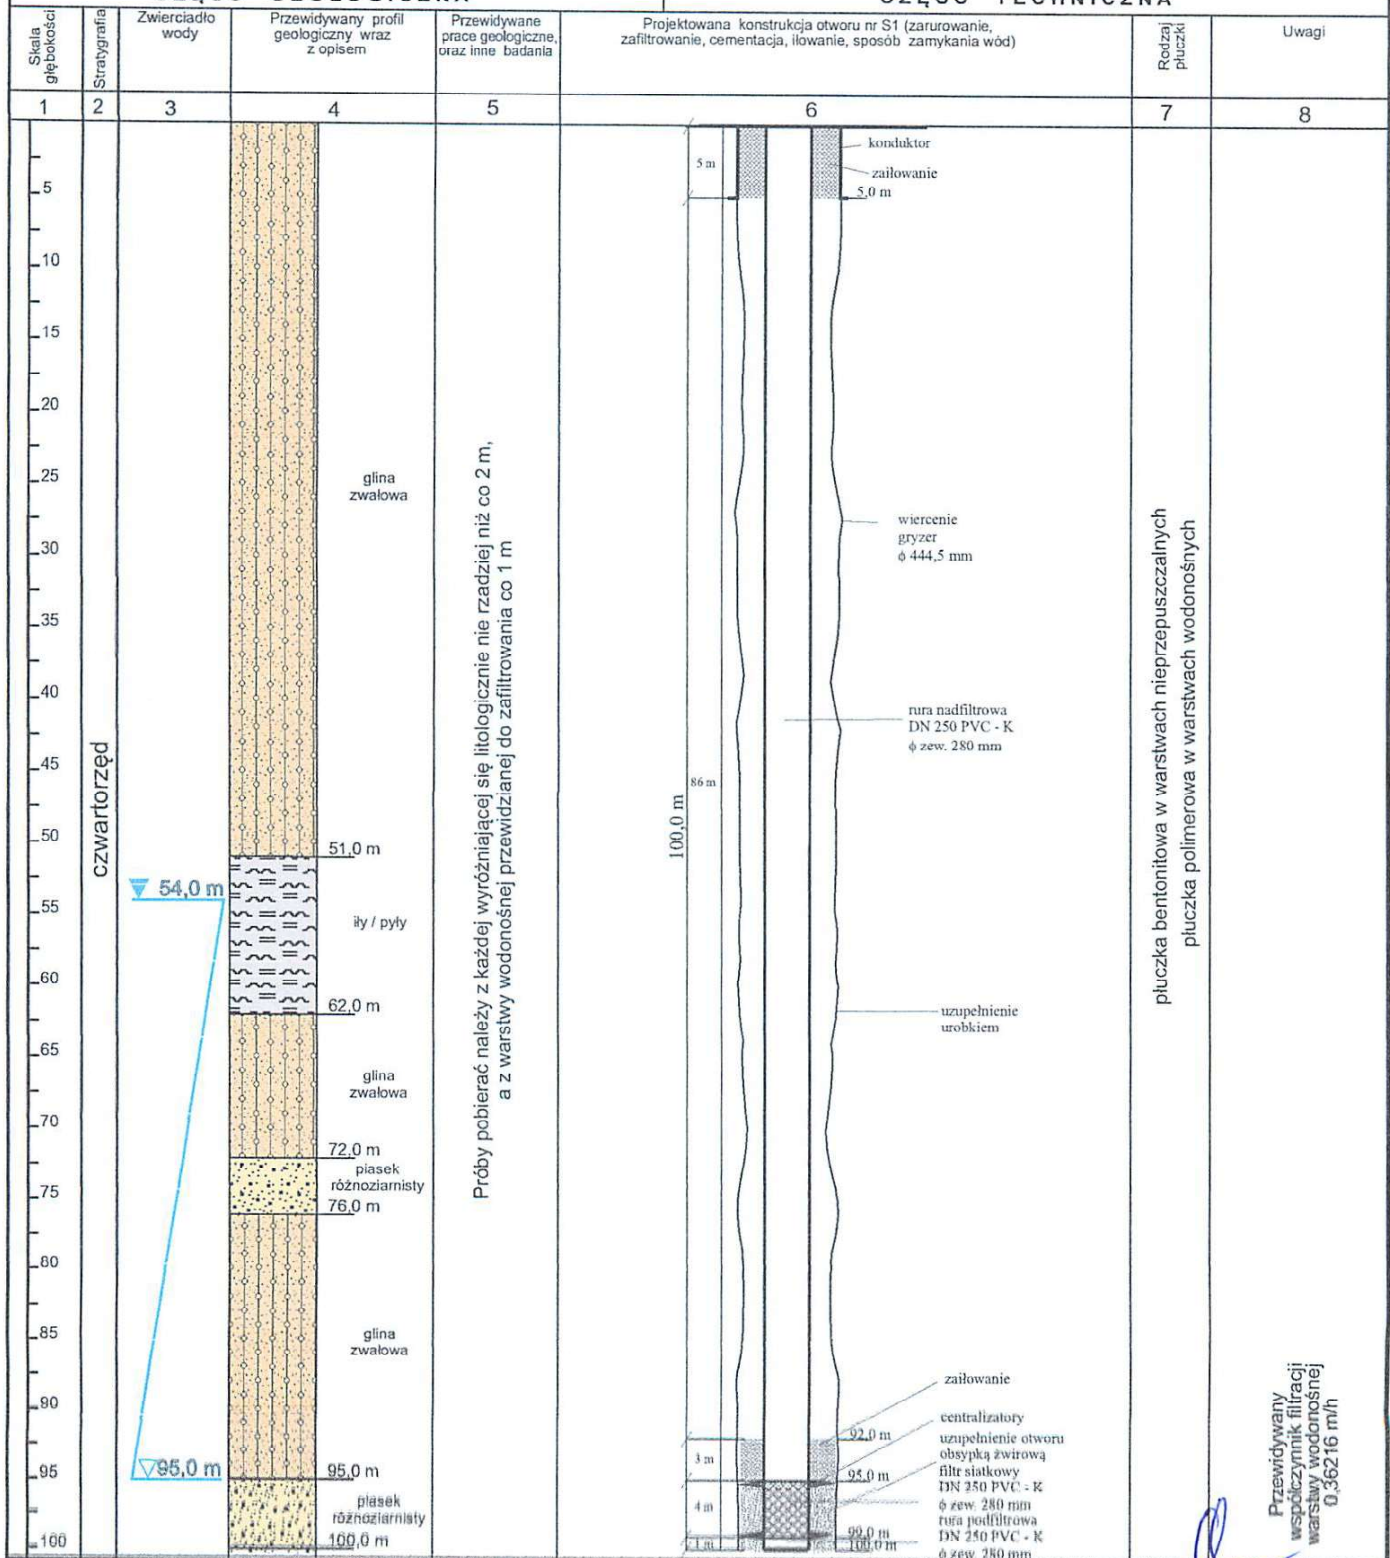 TECHNICZNA
Skala
głębokości
Stratygrafia
Zwierciadło
wody
Przewidywany profil
geologiczny wraz
z opisem
Przewidywane
prace geologiczne,
oraz inne badania
Projektowana konstrukcja otworu nr S1 (zarurowanie,
zafiltrowanie, cementacja, iłowanie, sposób zamykania wód)
Rodzaj
płuczki
Uwagi
1 2 3 4 5 6 7 8
5
10
15
20
25
30
35
40
45
50
55
60
65
70
75
80
85
90
95
100
czwartorzęd
54,0 m
95,0 m
glina
zwałowa
51,0 m
iły / pyły
62,0 m
glina
zwałowa
72,0 m
piasek
różnoziarnisty
76,0 m
glina
zwałowa
95,0 m
piasek
różnoziarnisty
100,0 m
Próby pobierać należy z każdej wyróżniającej się litologicznie nie rzadziej niż co 2 m,
a z warstwy wodonośnej przewidzianej do zafiltrowania co 1 m
5 m
86 m
100,0 m
3 m
4 m
1 m
konduktor
zaiłowanie
5,0 m
wiercenie
gryzer
ϕ 444,5 mm
rura nadfiltrowa
DN 250 PVC - K
ϕ zew. 280 mm
uzupełnienie
urobkiem
zaiłowanie
centralizatory
92,0 m
uzupełnienie otworu
obsypką żwirową
95,0 m
filtr siatkowy
DN 250 PVC - K
ϕ zew. 280 mm
rura podfiltrowa
99,0 m
DN 250 PVC - K
100,0 m
ϕ zew. 280 mm
płuczka bentonitowa w warstwach nieprzepuszczalnych
płuczka polimerowa w warstwach wodonośnych
Przewidywany
współczynnik filtracji
warstwy wodonośnej
0,36216 m/h